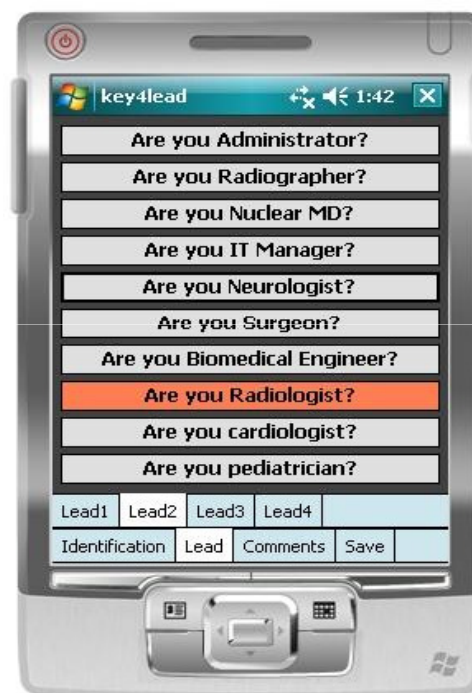 key4lead 1:42
Are you Administrator?
Are you Radiographer?
Are you Nuclear MD?
Are you IT Manager?
Are you Neurologist?
Are you Surgeon?
Are you Biomedical Engineer?
Are you Radiologist?
Are you cardiologist?
Are you pediatrician?
Lead1 Lead2 Lead3 Lead4
Identification Lead Comments Save